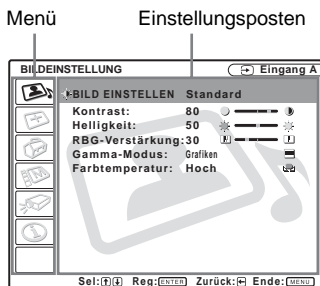 Menü Einstellungsposten
BILDEINSTELLUNG Eingang A
BILD EINSTELLEN Standard
Kontrast: 80
Helligkeit: 50
RBG-Verstärkung:30
Gamma-Modus: Grafiken
Farbtemperatur: Hoch
Sel: Reg:ENTER Zurück: Ende:MENU